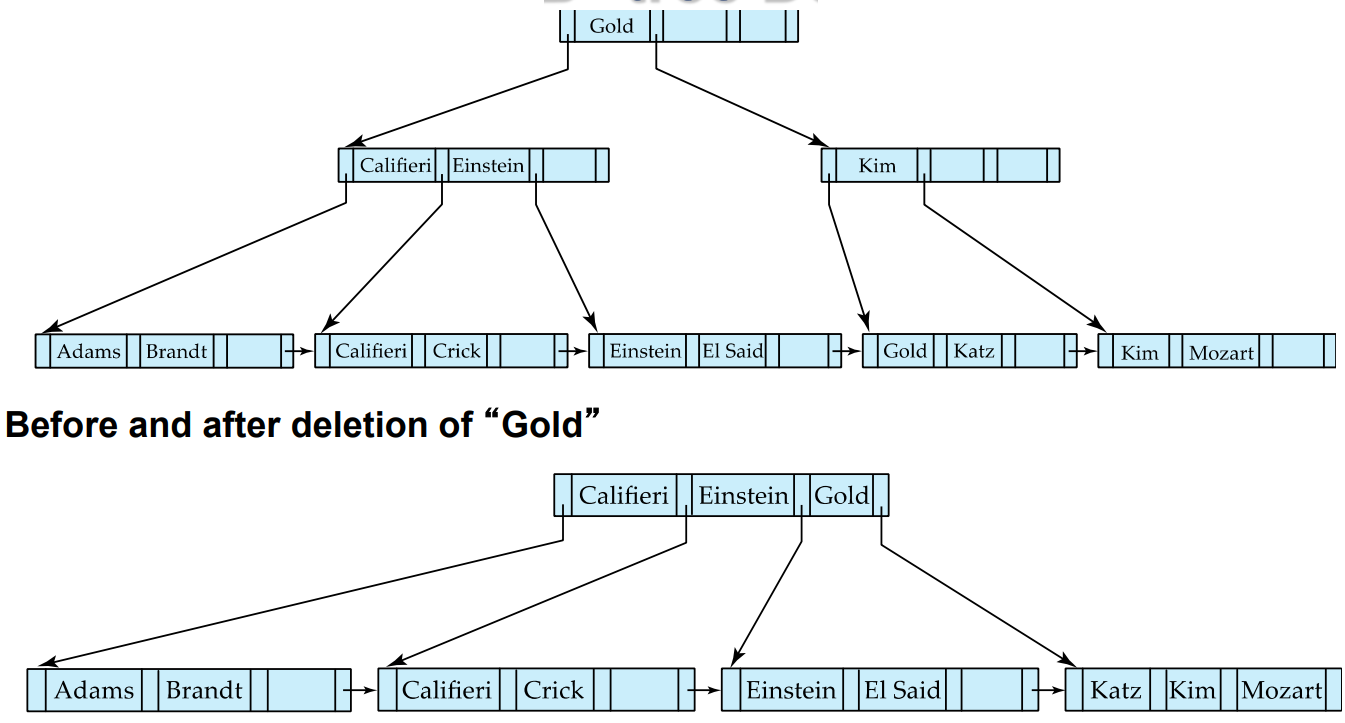 Gold
Califieri Einstein
Kim
Adams Brandt
Califieri Crick
Einstein El Said
Gold Katz
Kim Mozart
Before and after deletion of “Gold”
Califieri Einstein Gold
Adams Brandt
Califieri Crick
Einstein El Said
Katz Kim Mozart